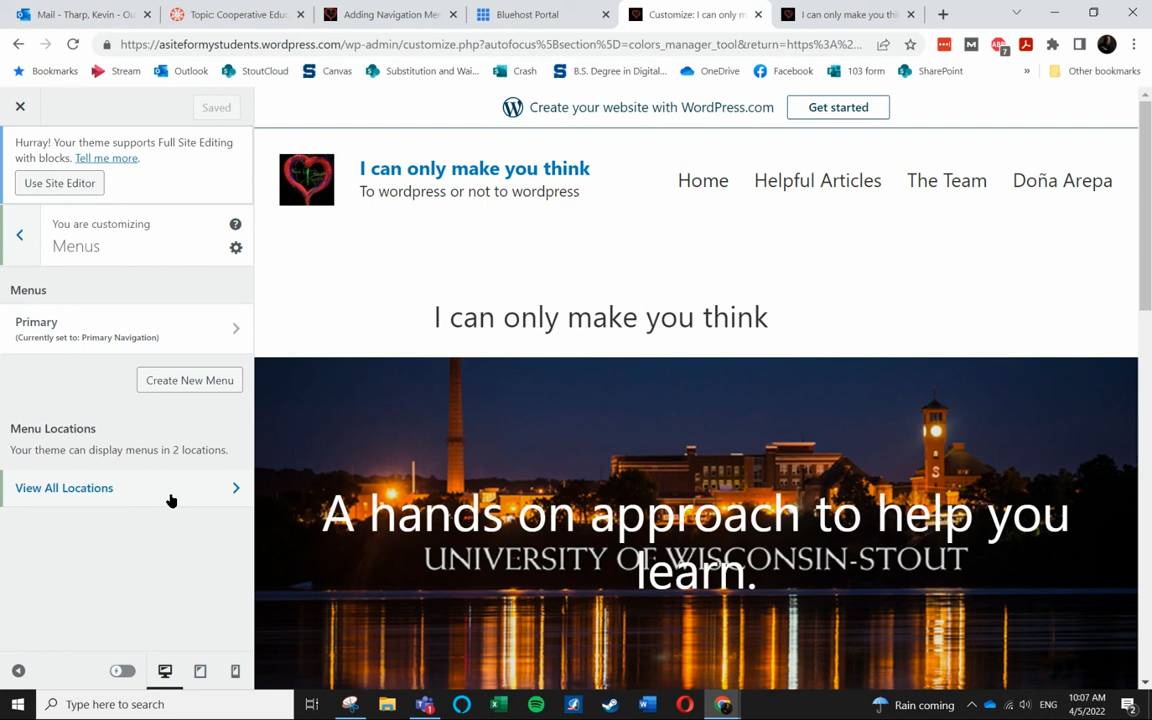 Mail - Tharp, Kevin - Ou
Topic: Cooperative Educ
Adding Navigation Men
Bluehost Portal
Customize: I can only m
I can only make you thi
https://asiteformystudents.wordpress.com/wp-admin/customize.php?autofocus%5Bsection%5D=colors_manager_tool&return=https%3A%2...
Bookmarks
Stream
Outlook
StoutCloud
Canvas
Substitution and Wai...
Crash
B.S. Degree in Digital...
OneDrive
Facebook
103 form
SharePoint
»
Other bookmarks
Saved
Create your website with WordPress.com
Get started
Hurray! Your theme supports Full Site Editing
with blocks. Tell me more.
Use Site Editor
You are customizing
Menus
Menus
Primary
(Currently set to: Primary Navigation)
Create New Menu
Menu Locations
Your theme can display menus in 2 locations.
View All Locations
I can only make you think
To wordpress or not to wordpress
Home
Helpful Articles
The Team
Doña Arepa
I can only make you think
A hands on approach to help you
learn.
UNIVERSITY OF WISCONSIN-STOUT
Type here to search
Rain coming
ENG
10:07 AM
4/5/2022
2